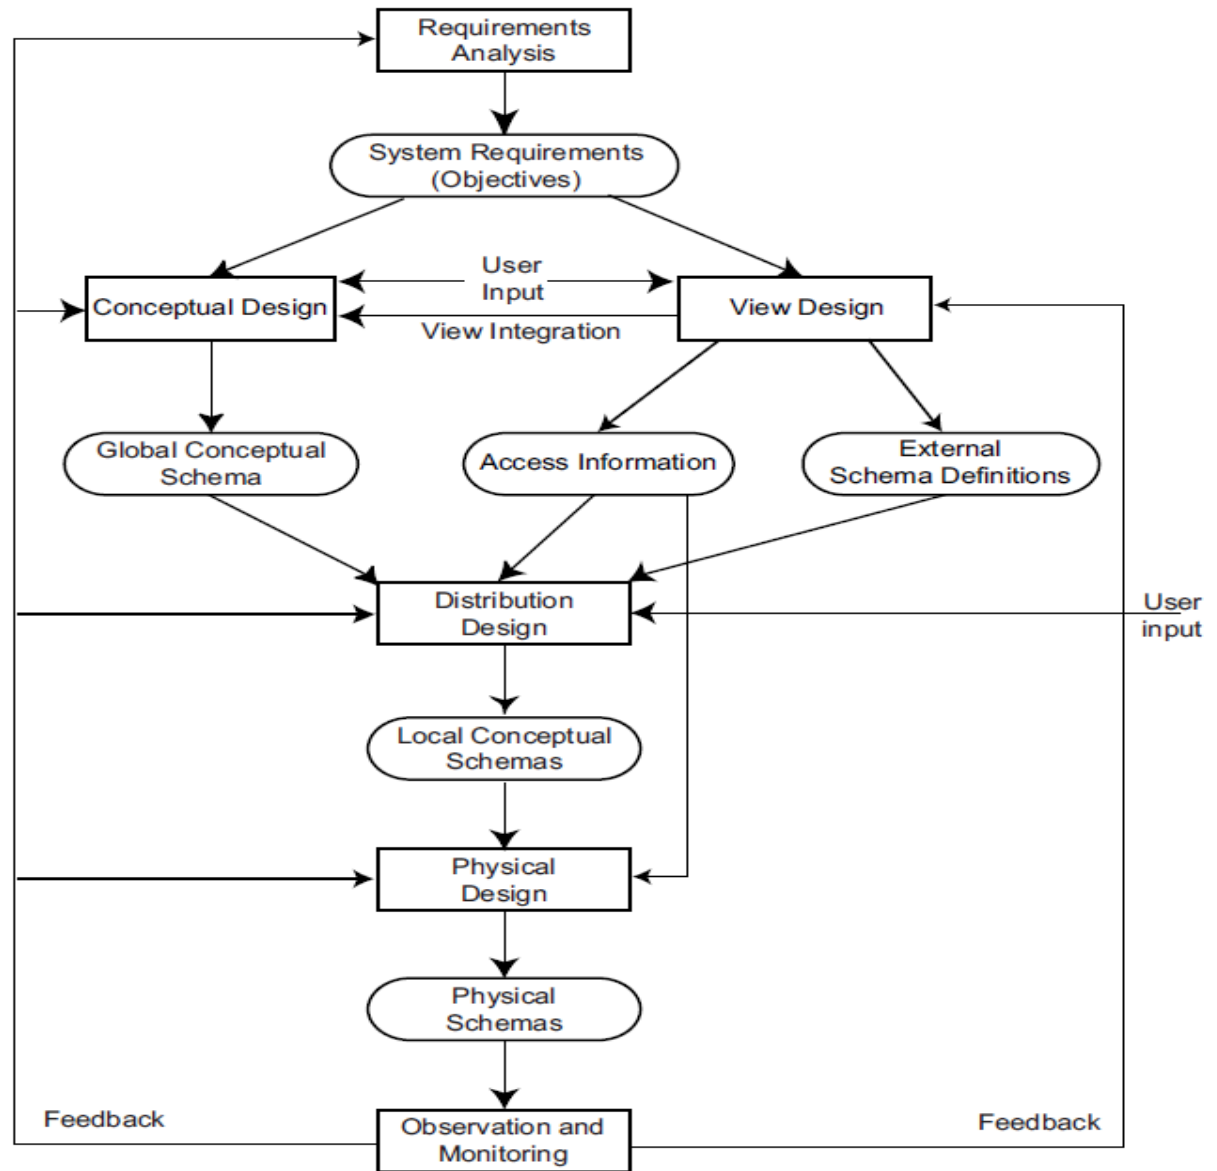 Requirements
Analysis
System Requirements
(Objectives)
User
Input
Conceptual Design
View Design
View Integration
Global Conceptual
Schema
Access Information
External
Schema Definitions
Distribution
Design
User
input
Local Conceptual
Schemas
Physical
Design
Physical
Schemas
Feedback
Observation and
Monitoring
Feedback